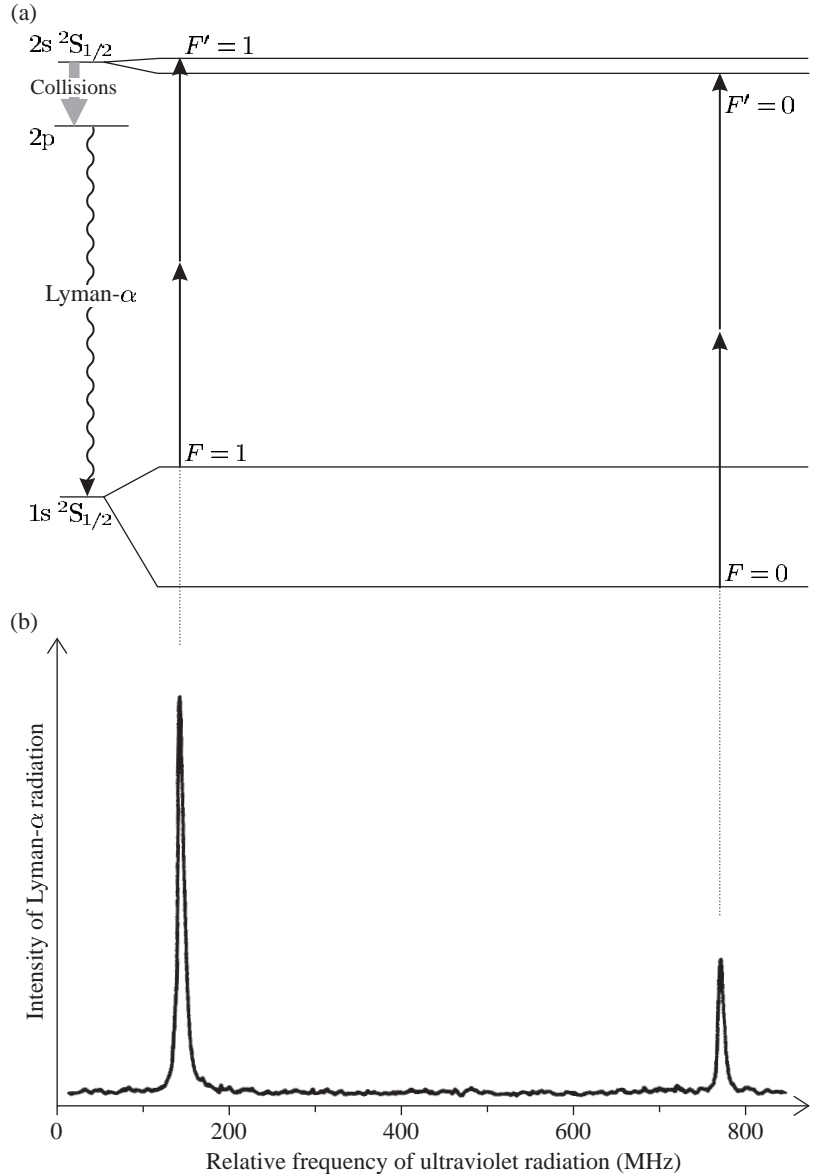 (a)
2s ²S₁/₂
F′ = 1
Collisions
F′ = 0
2p
Lyman-α
F = 1
1s ²S₁/₂
F = 0
(b)
Intensity of Lyman-α radiation
0 200 400 600 800
Relative frequency of ultraviolet radiation (MHz)